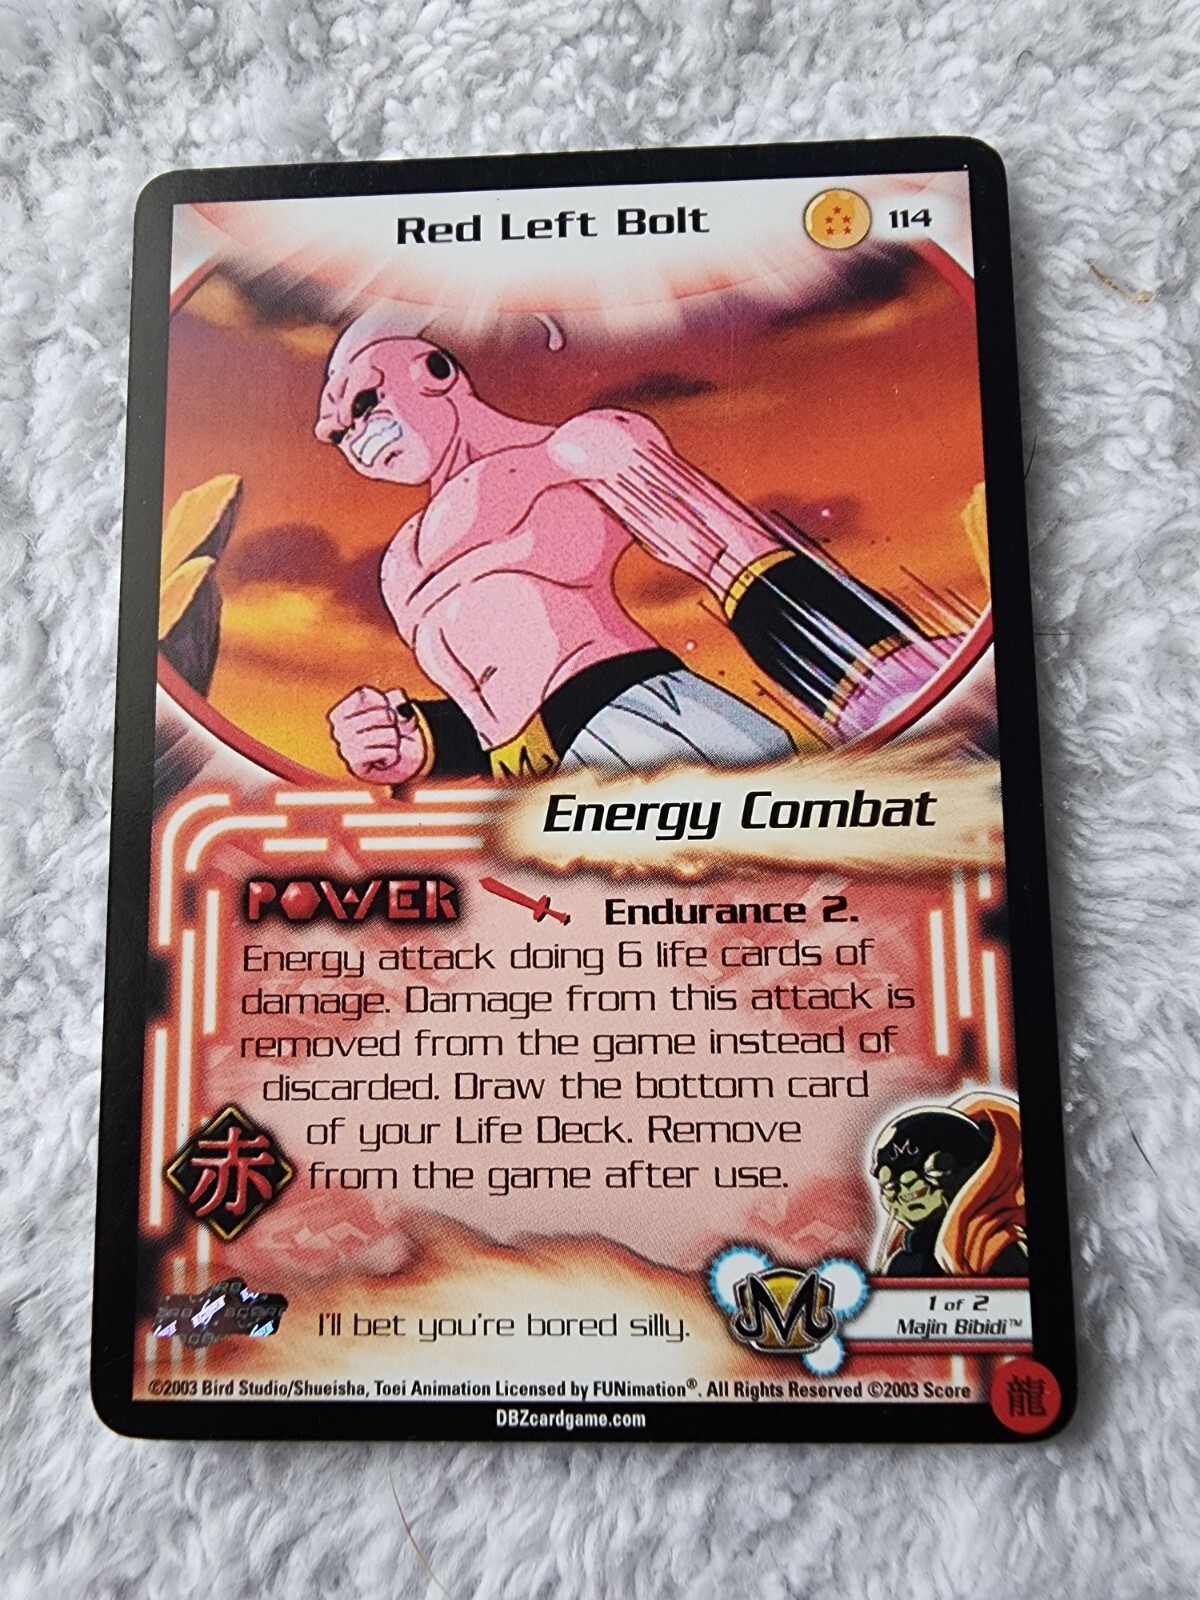 Red Left Bolt
114
Energy Combat
POWER Endurance 2.
Energy attack doing 6 life cards of
damage. Damage from this attack is
removed from the game instead of
discarded. Draw the bottom card
of your Life Deck. Remove
from the game after use.
赤
M
I'll bet you're bored silly.
1 of 2
Majin Bibidi™
©2003 Bird Studio/Shueisha, Toei Animation Licensed by FUNimation®. All Rights Reserved ©2003 Score
龍
DBZcardgame.com